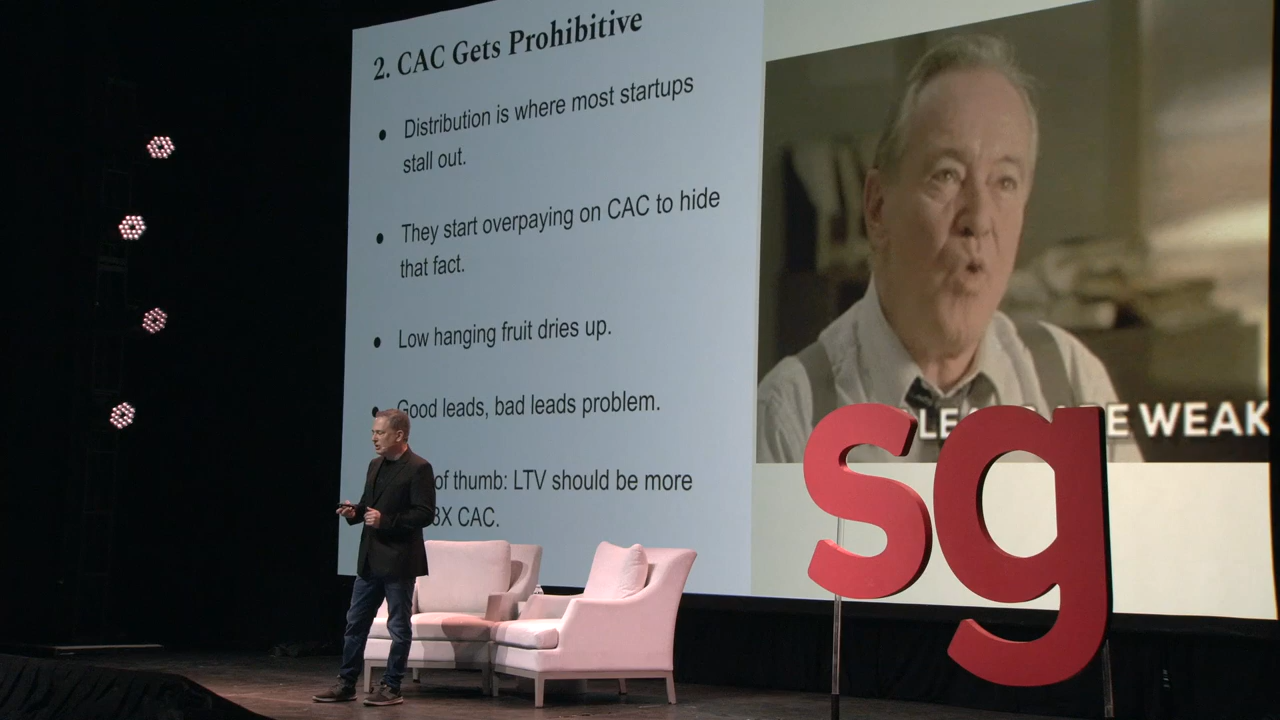 2. CAC Gets Prohibitive
● Distribution is where most startups
stall out.
● They start overpaying on CAC to hide
that fact.
● Low hanging fruit dries up.
● Good leads, bad leads problem.
of thumb: LTV should be more
3X CAC.
WEAK
sg